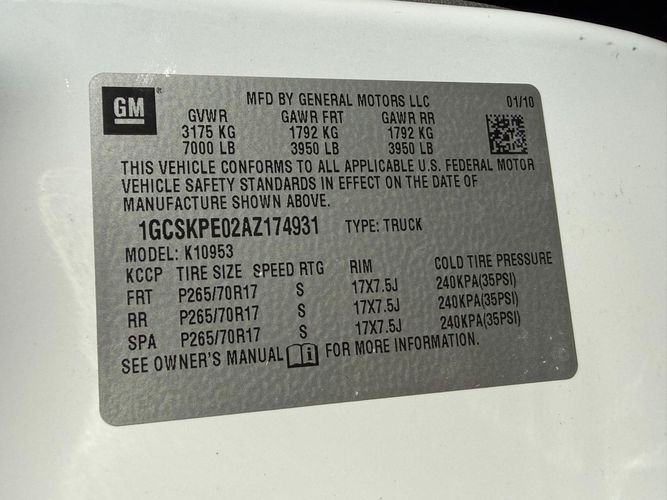 GM
MFD BY GENERAL MOTORS LLC 01/10
GVWR GAWR FRT GAWR RR
3175 KG 1792 KG 1792 KG
7000 LB 3950 LB 3950 LB
THIS VEHICLE CONFORMS TO ALL APPLICABLE U.S. FEDERAL MOTOR
VEHICLE SAFETY STANDARDS IN EFFECT ON THE DATE OF
MANUFACTURE SHOWN ABOVE.
1GCSKPE02AZ174931 TYPE: TRUCK
MODEL: K10953
KCCP TIRE SIZE SPEED RTG RIM COLD TIRE PRESSURE
FRT P265/70R17 S 17X7.5J 240KPA(35PSI)
RR P265/70R17 S 17X7.5J 240KPA(35PSI)
SPA P265/70R17 S 17X7.5J 240KPA(35PSI)
SEE OWNER'S MANUAL i FOR MORE INFORMATION.